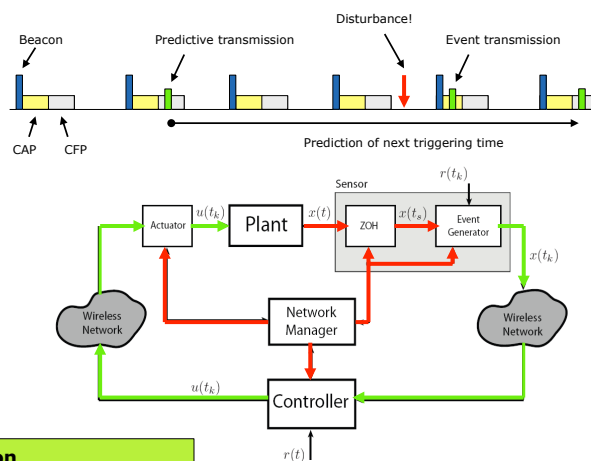 Disturbance!
Beacon
Predictive transmission
Event transmission
CAP
CFP
Prediction of next triggering time
r(t_k)
Sensor
Actuator
u(t_k)
Plant
x(t)
ZOH
x(t_s)
Event
Generator
x(t_k)
Wireless
Network
Network
Manager
Wireless
Network
u(t_k)
Controller
r(t)
on